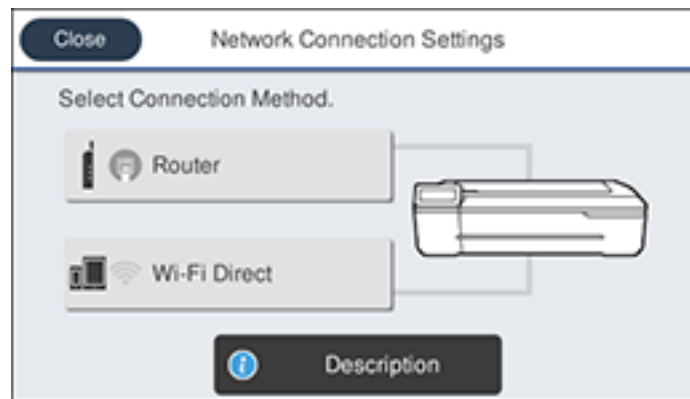 Close
Network Connection Settings
Select Connection Method.
Router
Wi-Fi Direct
Description